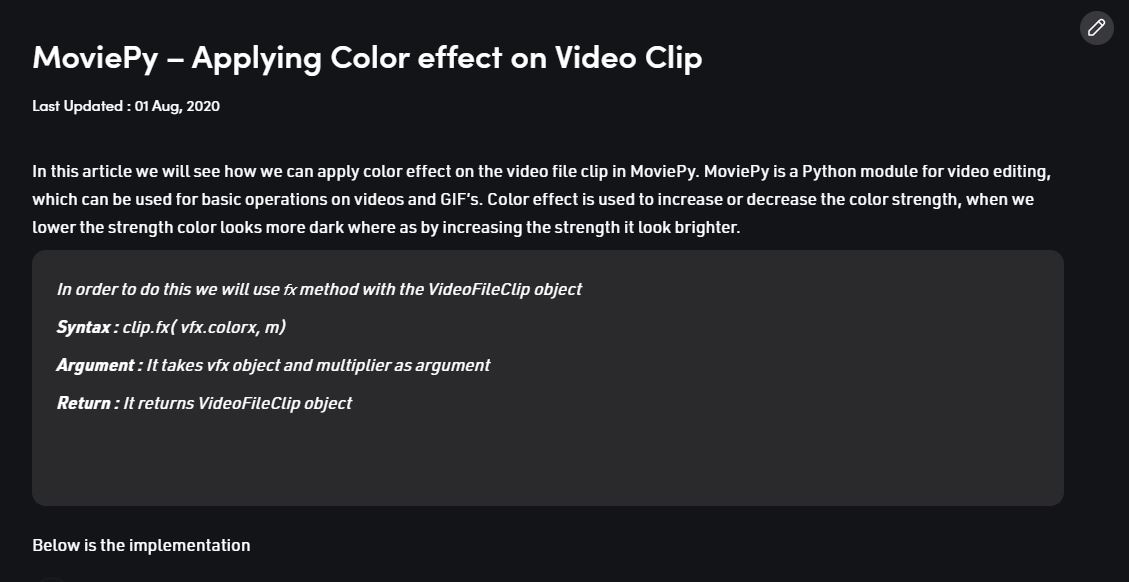 MoviePy – Applying Color effect on Video Clip
Last Updated : 01 Aug, 2020
In this article we will see how we can apply color effect on the video file clip in MoviePy. MoviePy is a Python module for video editing,
which can be used for basic operations on videos and GIF’s. Color effect is used to increase or decrease the color strength, when we
lower the strength color looks more dark where as by increasing the strength it look brighter.
In order to do this we will use fx method with the VideoFileClip object
Syntax : clip.fx( vfx.colorx, m)
Argument : It takes vfx object and multiplier as argument
Return : It returns VideoFileClip object
Below is the implementation